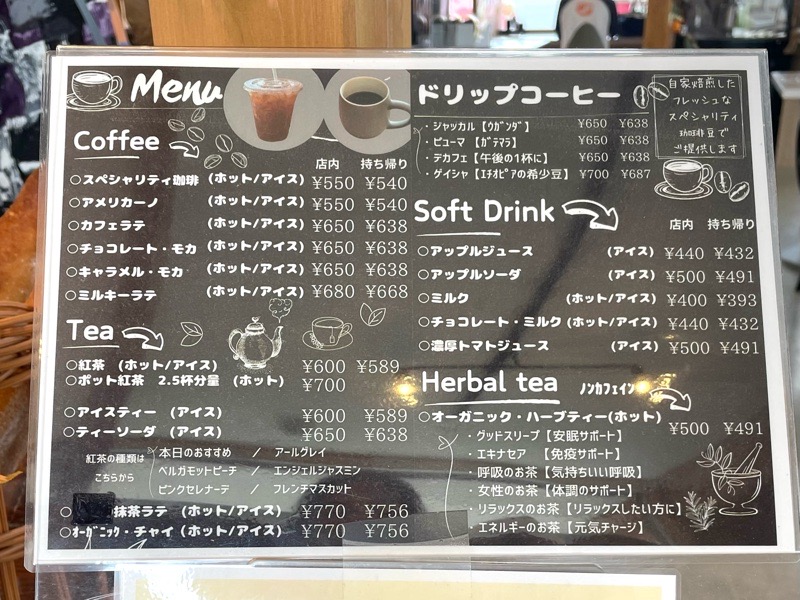 Menu
Coffee
店内 持ち帰り
○スペシャリティ珈琲 (ホット/アイス) ¥550 ¥540
○アメリカーノ (ホット/アイス) ¥550 ¥540
○カフェラテ (ホット/アイス) ¥650 ¥638
○チョコレート・モカ (ホット/アイス) ¥650 ¥638
○キャラメル・モカ (ホット/アイス) ¥650 ¥638
○ミルキーラテ (ホット/アイス) ¥680 ¥668
Tea
○紅茶 (ホット/アイス) ¥600 ¥589
○ポット紅茶 2.5杯分量 (ホット) ¥700
○アイスティー (アイス) ¥600 ¥589
○ティーソーダ (アイス) ¥650 ¥638
紅茶の種類は
こちらから
本日のおすすめ / アールグレイ
ベルガモットピーチ / エンジェルジャスミン
ピンクセレナーテ / フレンチマスカット
○ 抹茶ラテ (ホット/アイス) ¥770 ¥756
○オーガニック・チャイ (ホット/アイス) ¥770 ¥756
ドリップコーヒー
自家焙煎した
フレッシュな
スペシャリティ
珈琲豆で
ご提供します
・ジャッカル【ウガンダ】 ¥650 ¥638
・ピューマ【ガテマラ】 ¥650 ¥638
・デカフェ【午後の1杯に】 ¥650 ¥638
・ゲイシャ【エチオピアの希少豆】 ¥700 ¥687
Soft Drink
店内 持ち帰り
○アップルジュース (アイス) ¥440 ¥432
○アップルソーダ (アイス) ¥500 ¥491
○ミルク (ホット/アイス) ¥400 ¥393
○チョコレート・ミルク (ホット/アイス) ¥440 ¥432
○濃厚トマトジュース (アイス) ¥500 ¥491
Herbal tea ノンカフェイン
○オーガニック・ハーブティー(ホット) ¥500 ¥491
・グッドスリープ【安眠サポート】
・エキナセア 【免疫サポート】
・呼吸のお茶【気持ちいい呼吸】
・女性のお茶【体調のサポート】
・リラックスのお茶【リラックスしたい方に】
・エネルギーのお茶【元気チャージ】